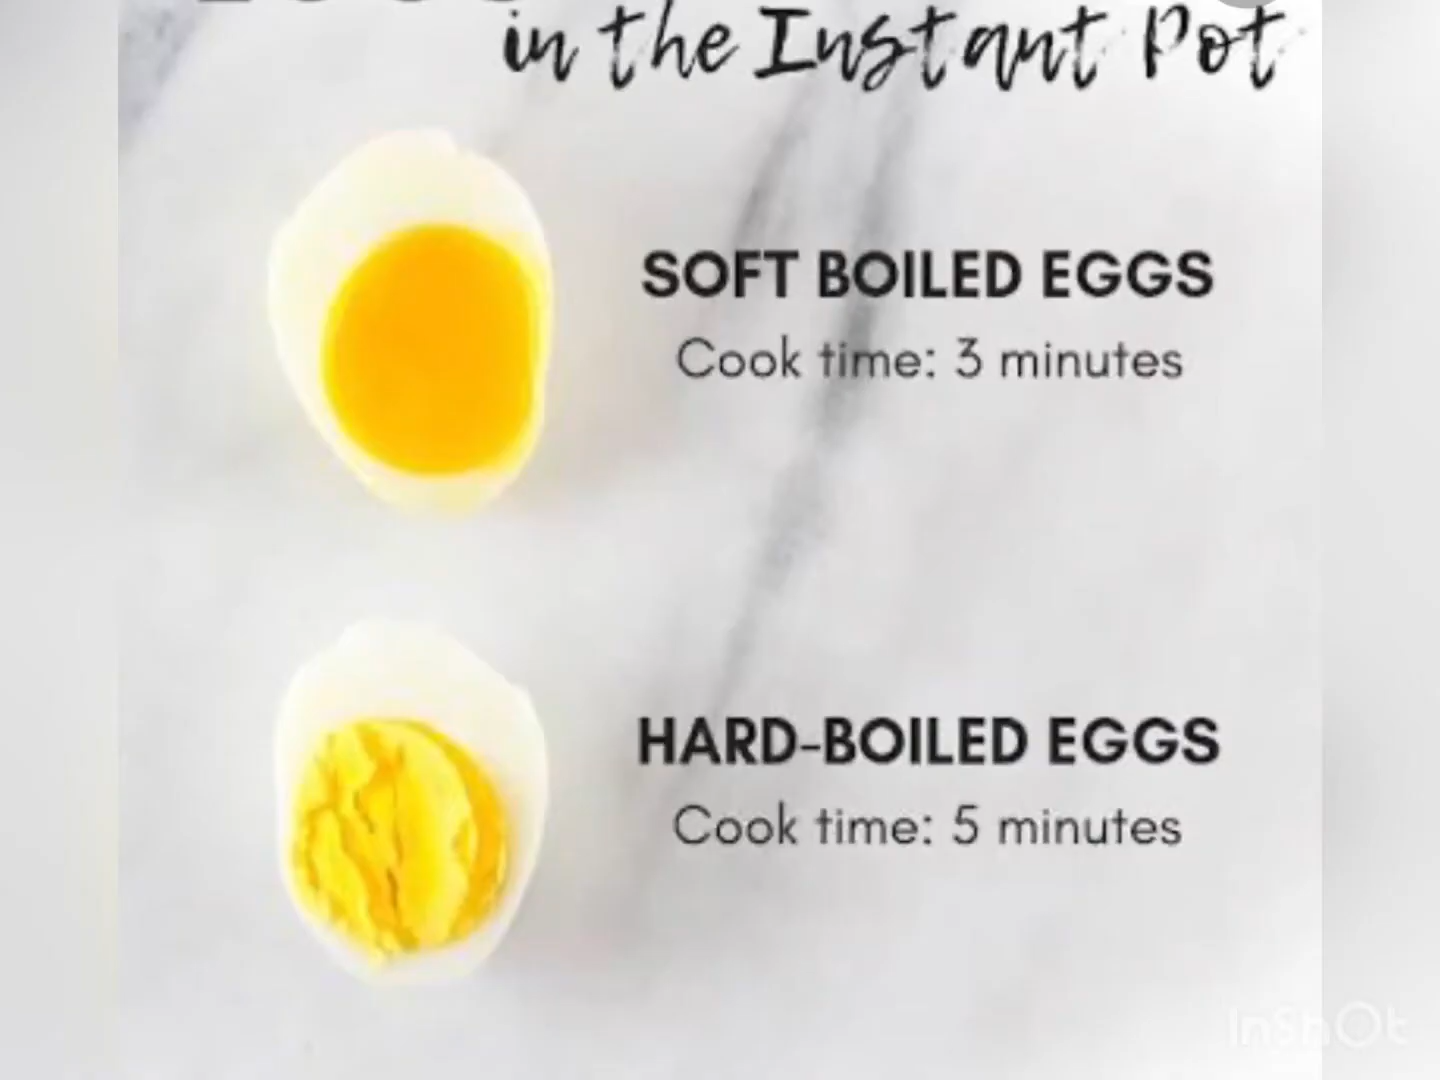 in the Instant Pot
SOFT BOILED EGGS
Cook time: 3 minutes
HARD-BOILED EGGS
Cook time: 5 minutes
InShOt